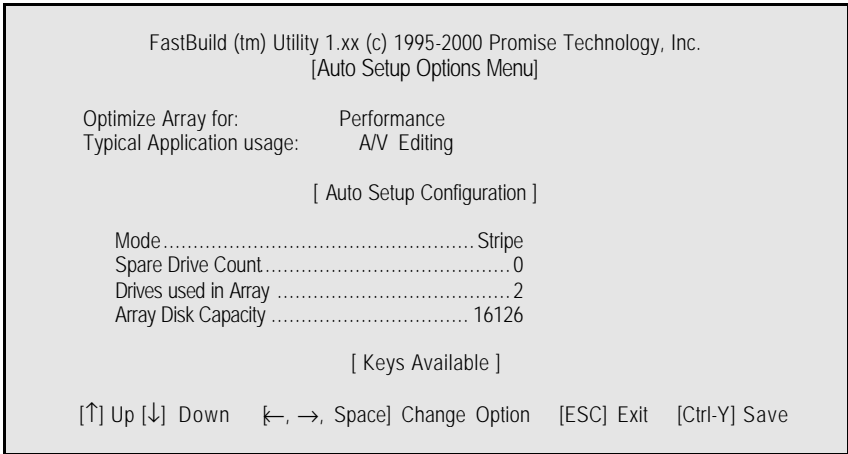 FastBuild (tm) Utility 1.xx (c) 1995-2000 Promise Technology, Inc.
[Auto Setup Options Menu]
Optimize Array for: Performance
Typical Application usage: A/V Editing
[ Auto Setup Configuration ]
Mode.................................................... Stripe
Spare Drive Count..........................................0
Drives used in Array .......................................2
Array Disk Capacity ................................. 16126
[ Keys Available ]
[↑] Up [↓] Down [←, →, Space] Change Option [ESC] Exit [Ctrl-Y] Save